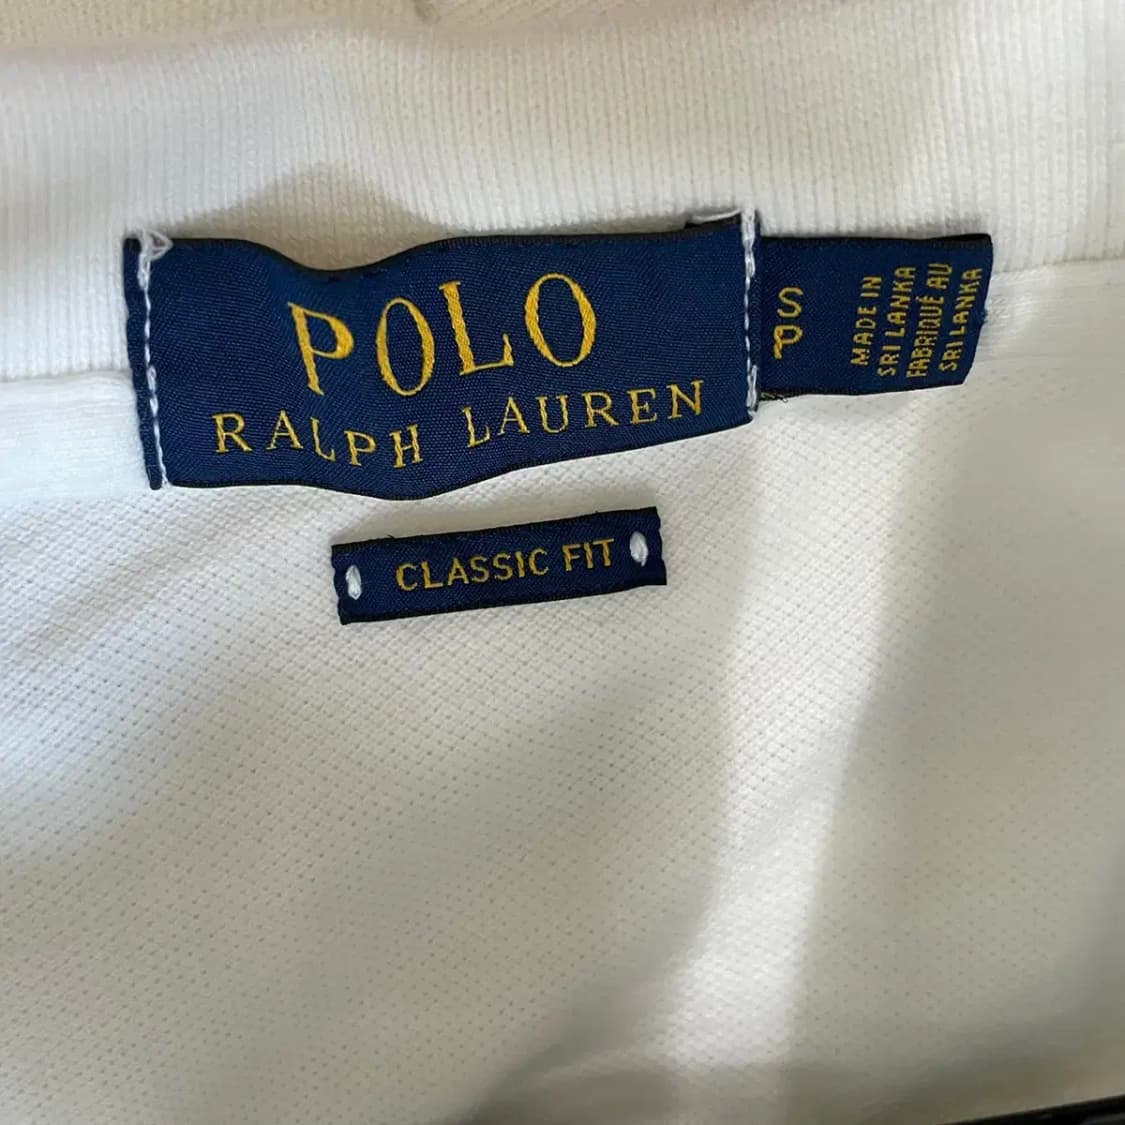 POLO
RALPH LAUREN
CLASSIC FIT
S
P
MADE IN
SRI LANKA
FABRIQUÉ AU
SRI LANKA